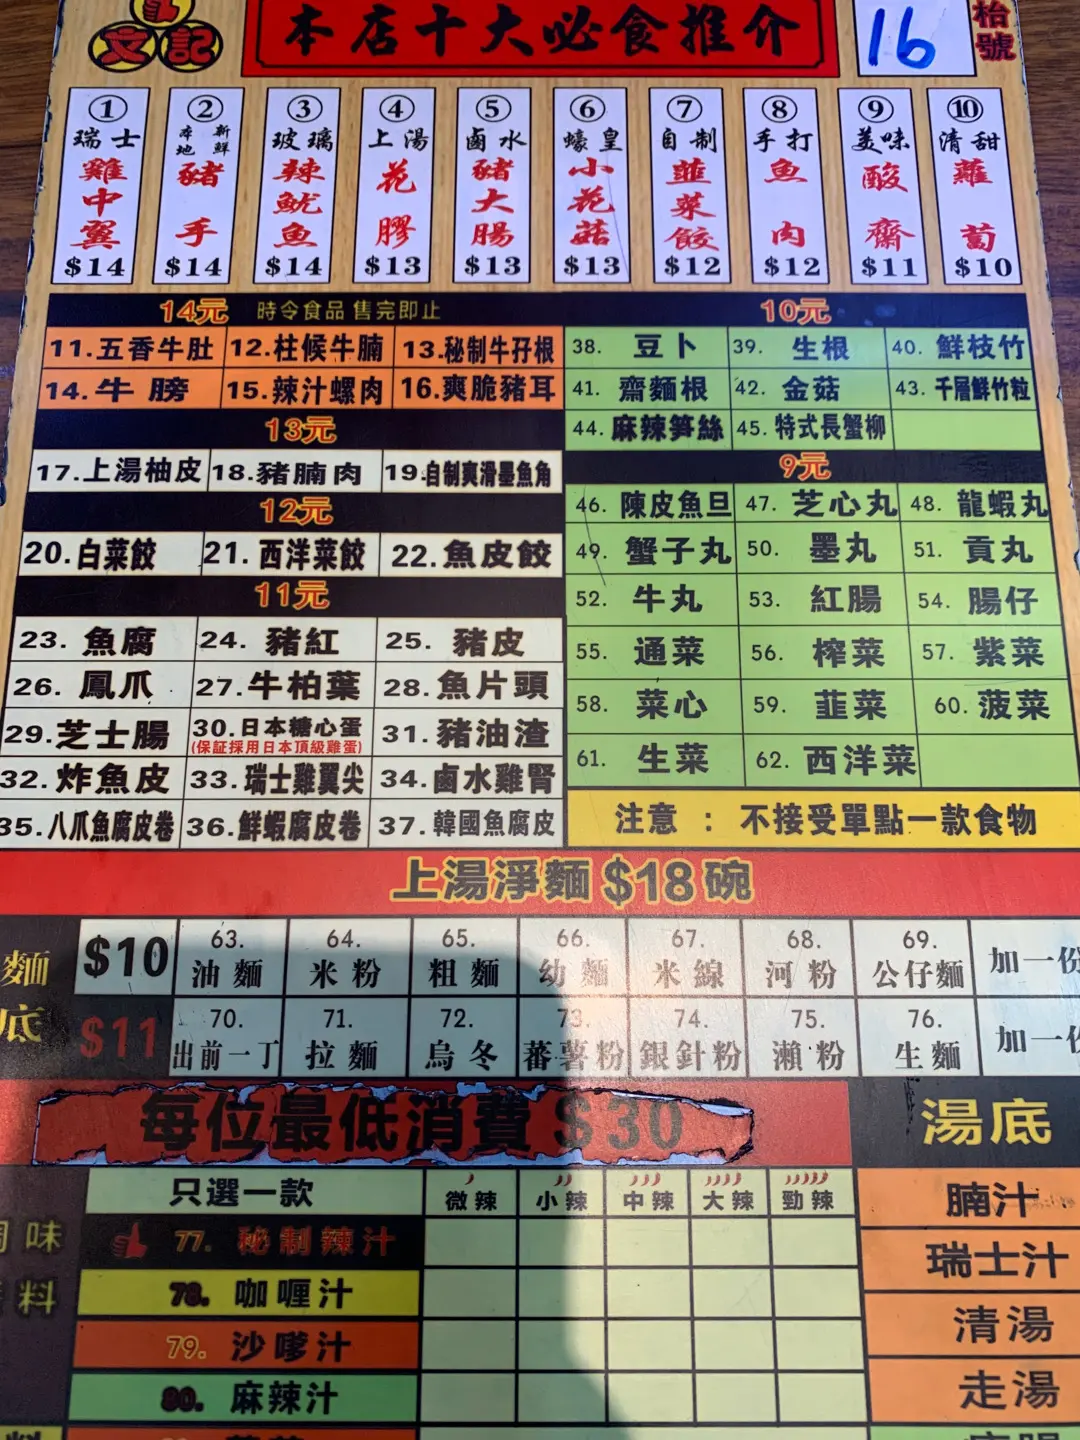 文記
本店十大必食推介
16
枱號
① 瑞士雞中翼 $14
② 新鮮本地豬手 $14
③ 玻璃辣魷魚 $14
④ 上湯花膠 $13
⑤ 鹵水豬大腸 $13
⑥ 蠔皇小花菇 $13
⑦ 自制韮菜餃 $12
⑧ 手打魚肉 $12
⑨ 美味酸齋 $11
⑩ 清甜蘿蔔 $10
14元 時令食品 售完即止
11.五香牛肚 12.柱候牛腩 13.秘制牛孖根
14.牛膀 15.辣汁螺肉 16.爽脆豬耳
13元
17.上湯柚皮 18.豬腩肉 19.自制爽滑墨魚角
12元
20.白菜餃 21.西洋菜餃 22.魚皮餃
11元
23.魚腐 24.豬紅 25.豬皮
26.鳳爪 27.牛柏葉 28.魚片頭
29.芝士腸 30.日本糖心蛋 31.豬油渣
(保証採用日本頂級雞蛋)
32.炸魚皮 33.瑞士雞翼尖 34.鹵水雞腎
35.八爪魚腐皮卷 36.鮮蝦腐皮卷 37.韓國魚腐皮
10元
38.豆卜 39.生根 40.鮮枝竹
41.齋麵根 42.金菇 43.千層鮮竹粒
44.麻辣笋絲 45.特式長蟹柳
9元
46.陳皮魚旦 47.芝心丸 48.龍蝦丸
49.蟹子丸 50.墨丸 51.貢丸
52.牛丸 53.紅腸 54.腸仔
55.通菜 56.榨菜 57.紫菜
58.菜心 59.韮菜 60.菠菜
61.生菜 62.西洋菜
注意 : 不接受單點一款食物
上湯淨麵$18碗
麵底
$10 63.油麵 64.米粉 65.粗麵 66.幼麵 67.米線 68.河粉 69.公仔麵 加一份
$11 70.出前一丁 71.拉麵 72.烏冬 73.蕃薯粉 74.銀針粉 75.瀨粉 76.生麵 加一份
每位最低消費$30
只選一款 微辣 小辣 中辣 大辣 勁辣
77.秘制辣汁
78.咖喱汁
79.沙嗲汁
80.麻辣汁
湯底
腩汁
瑞士汁
清湯
走湯